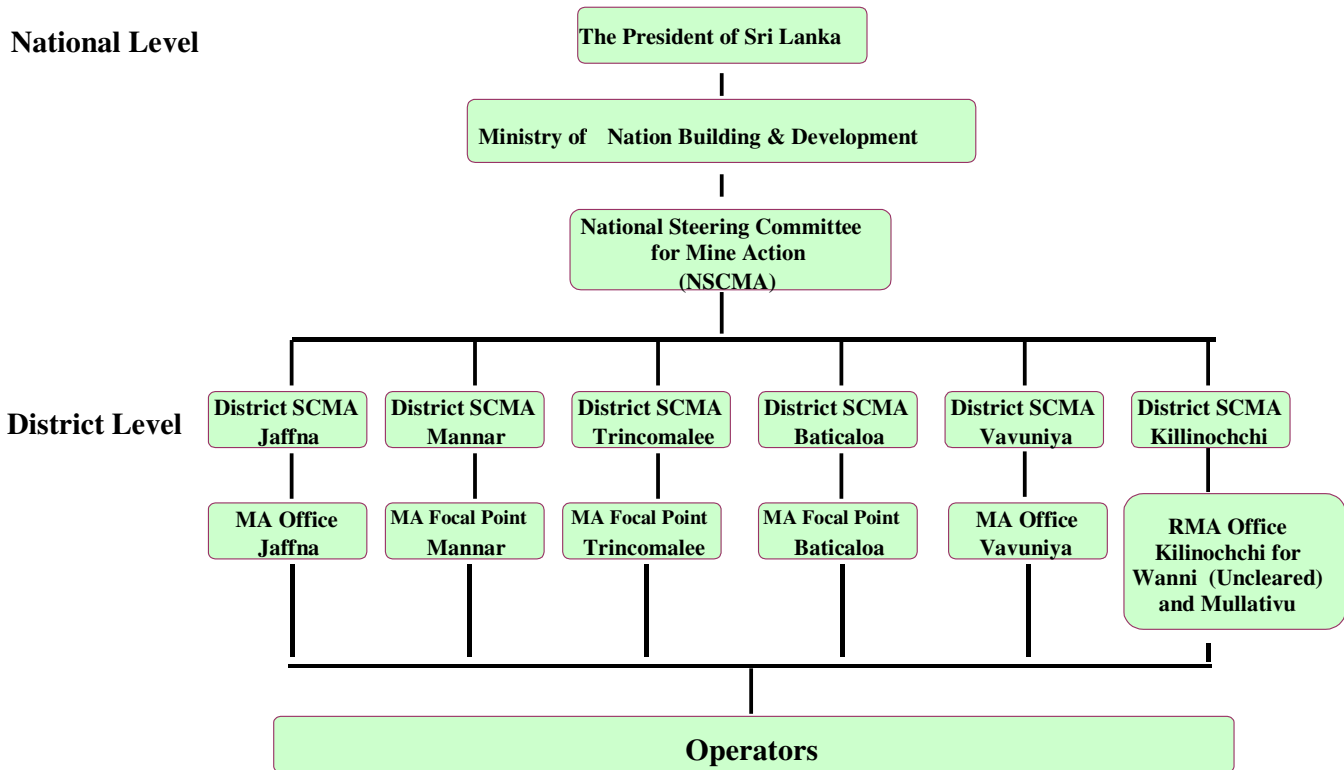 National Level
The President of Sri Lanka
Ministry of Nation Building & Development
National Steering Committee
for Mine Action
(NSCMA)
District Level
District SCMA
Jaffna
District SCMA
Mannar
District SCMA
Trincomalee
District SCMA
Baticaloa
District SCMA
Vavuniya
District SCMA
Killinochchi
MA Office
Jaffna
MA Focal Point
Mannar
MA Focal Point
Trincomalee
MA Focal Point
Baticaloa
MA Office
Vavuniya
RMA Office
Kilinochchi for
Wanni (Uncleared)
and Mullativu
Operators